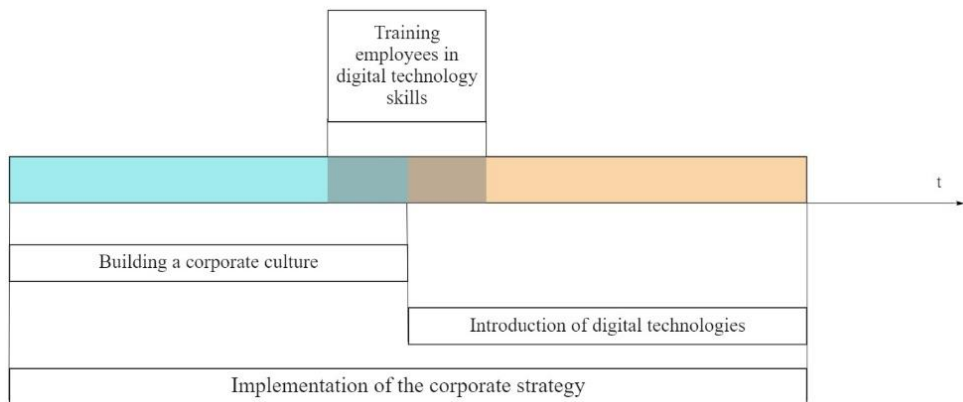 Training
employees in
digital technology
skills
t
Building a corporate culture
Introduction of digital technologies
Implementation of the corporate strategy